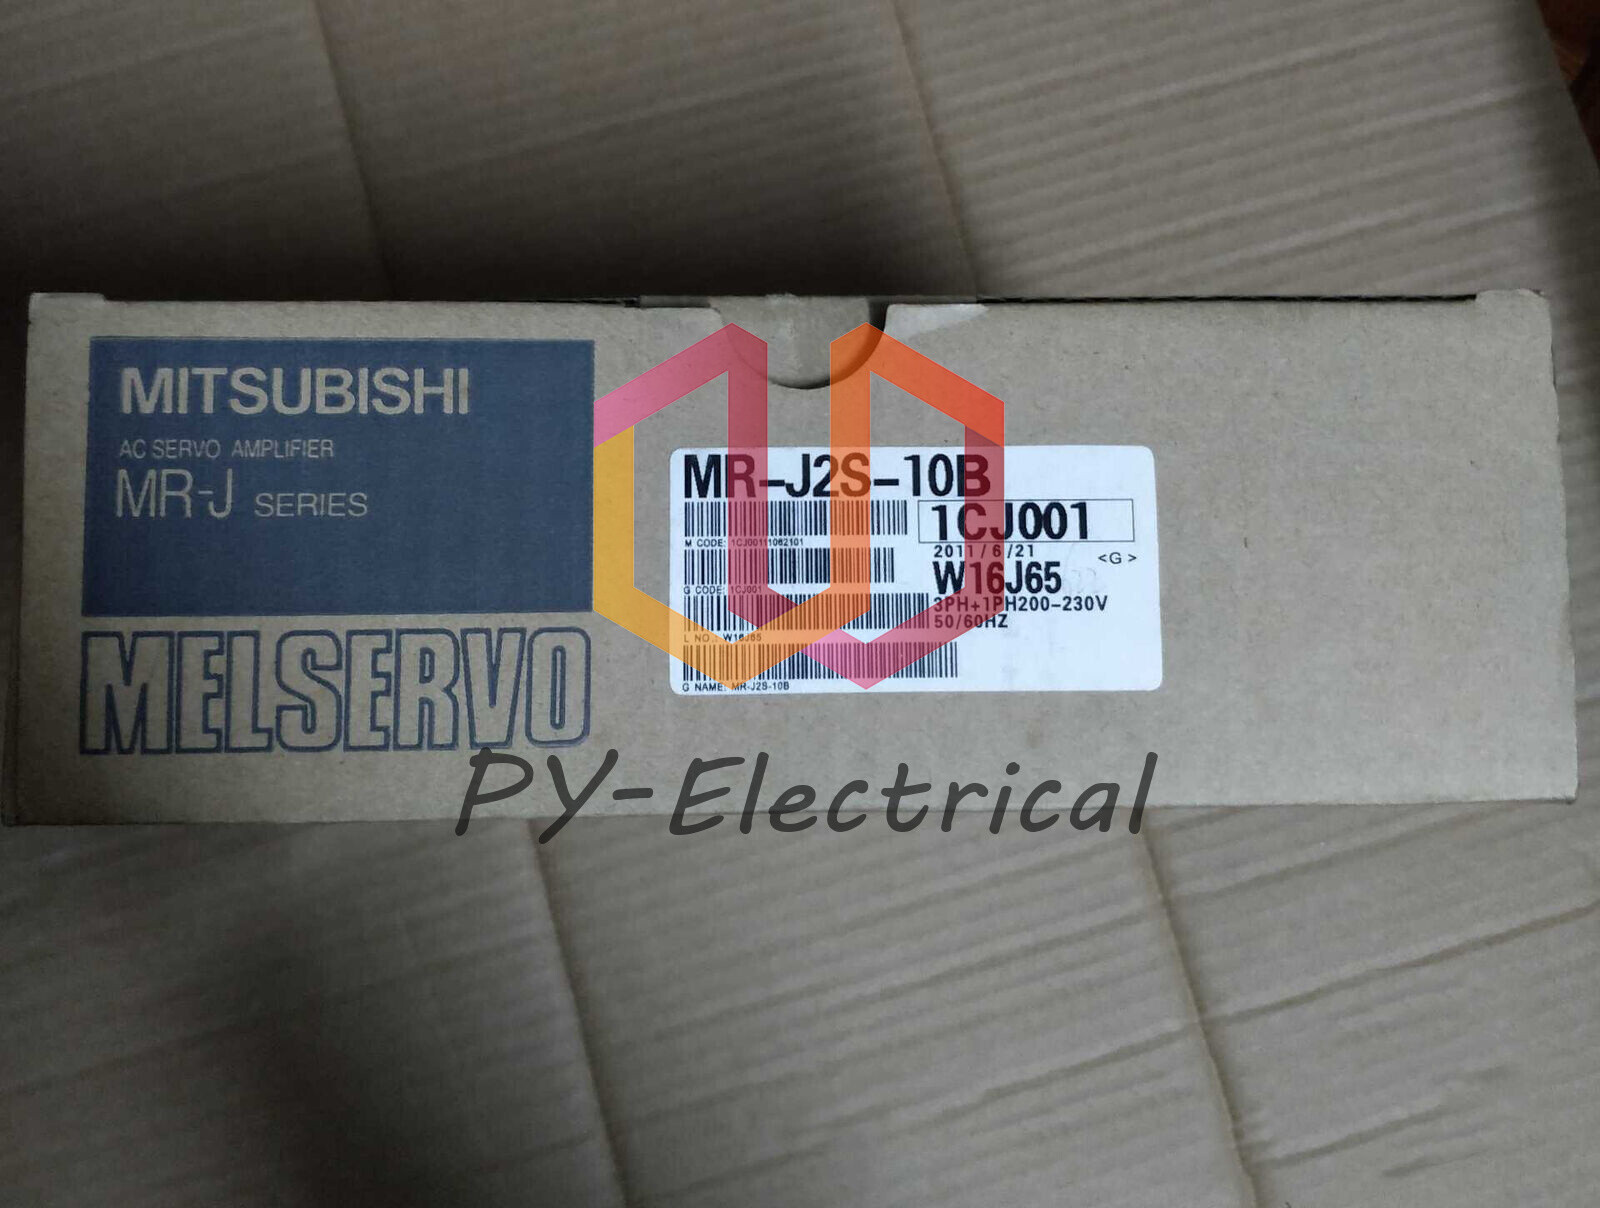 MITSUBISHI
AC SERVO AMPLIFIER
MR-J SERIES
MELSERVO
MR-J2S-10B
1CJ001
M CODE: 1CJ00111062101
2011/6/21
<G>
W16J65
G CODE: 1CJ001
3PH+1PH200-230V
50/60HZ
L NO.: W16J65
G NAME: MR-J2S-10B
PY-Electrical